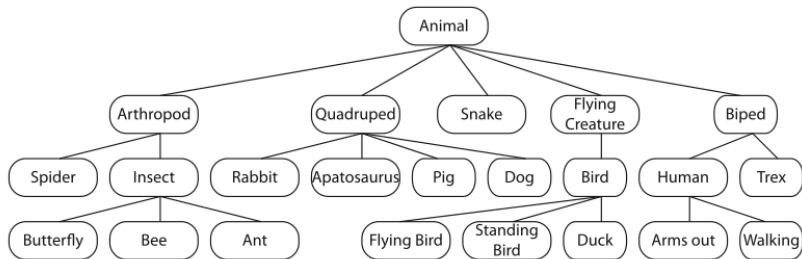 Animal
Arthropod
Quadruped
Snake
Flying
Creature
Biped
Spider
Insect
Rabbit
Apatosaurus
Pig
Dog
Bird
Human
Trex
Butterfly
Bee
Ant
Flying Bird
Standing
Bird
Duck
Arms out
Walking